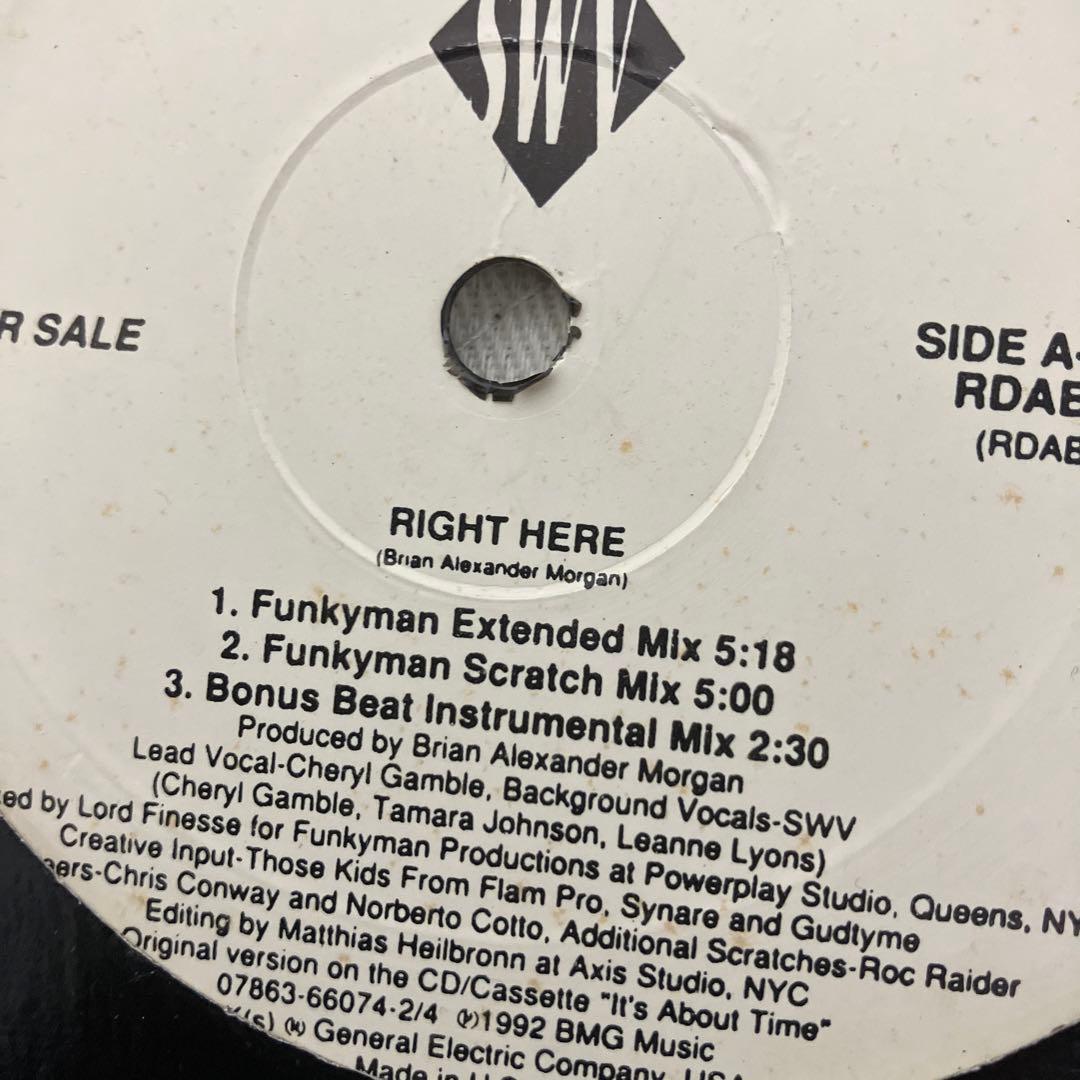 SWV
R SALE
SIDE A-
RDAB
(RDAB
RIGHT HERE
(Brian Alexander Morgan)
1. Funkyman Extended Mix 5:18
2. Funkyman Scratch Mix 5:00
3. Bonus Beat Instrumental Mix 2:30
Produced by Brian Alexander Morgan
Lead Vocal-Cheryl Gamble, Background Vocals-SWV
(Cheryl Gamble, Tamara Johnson, Leanne Lyons)
ed by Lord Finesse for Funkyman Productions at Powerplay Studio, Queens, NY
Creative Input-Those Kids From Flam Pro, Synare and Gudtyme
ers-Chris Conway and Norberto Cotto, Additional Scratches-Roc Raider
Editing by Matthias Heilbronn at Axis Studio, NYC
Original version on the CD/Cassette "It's About Time"
07863-66074-2/4 ℗1992 BMG Music
(s) ® General Electric Company, USA
Made in U.S